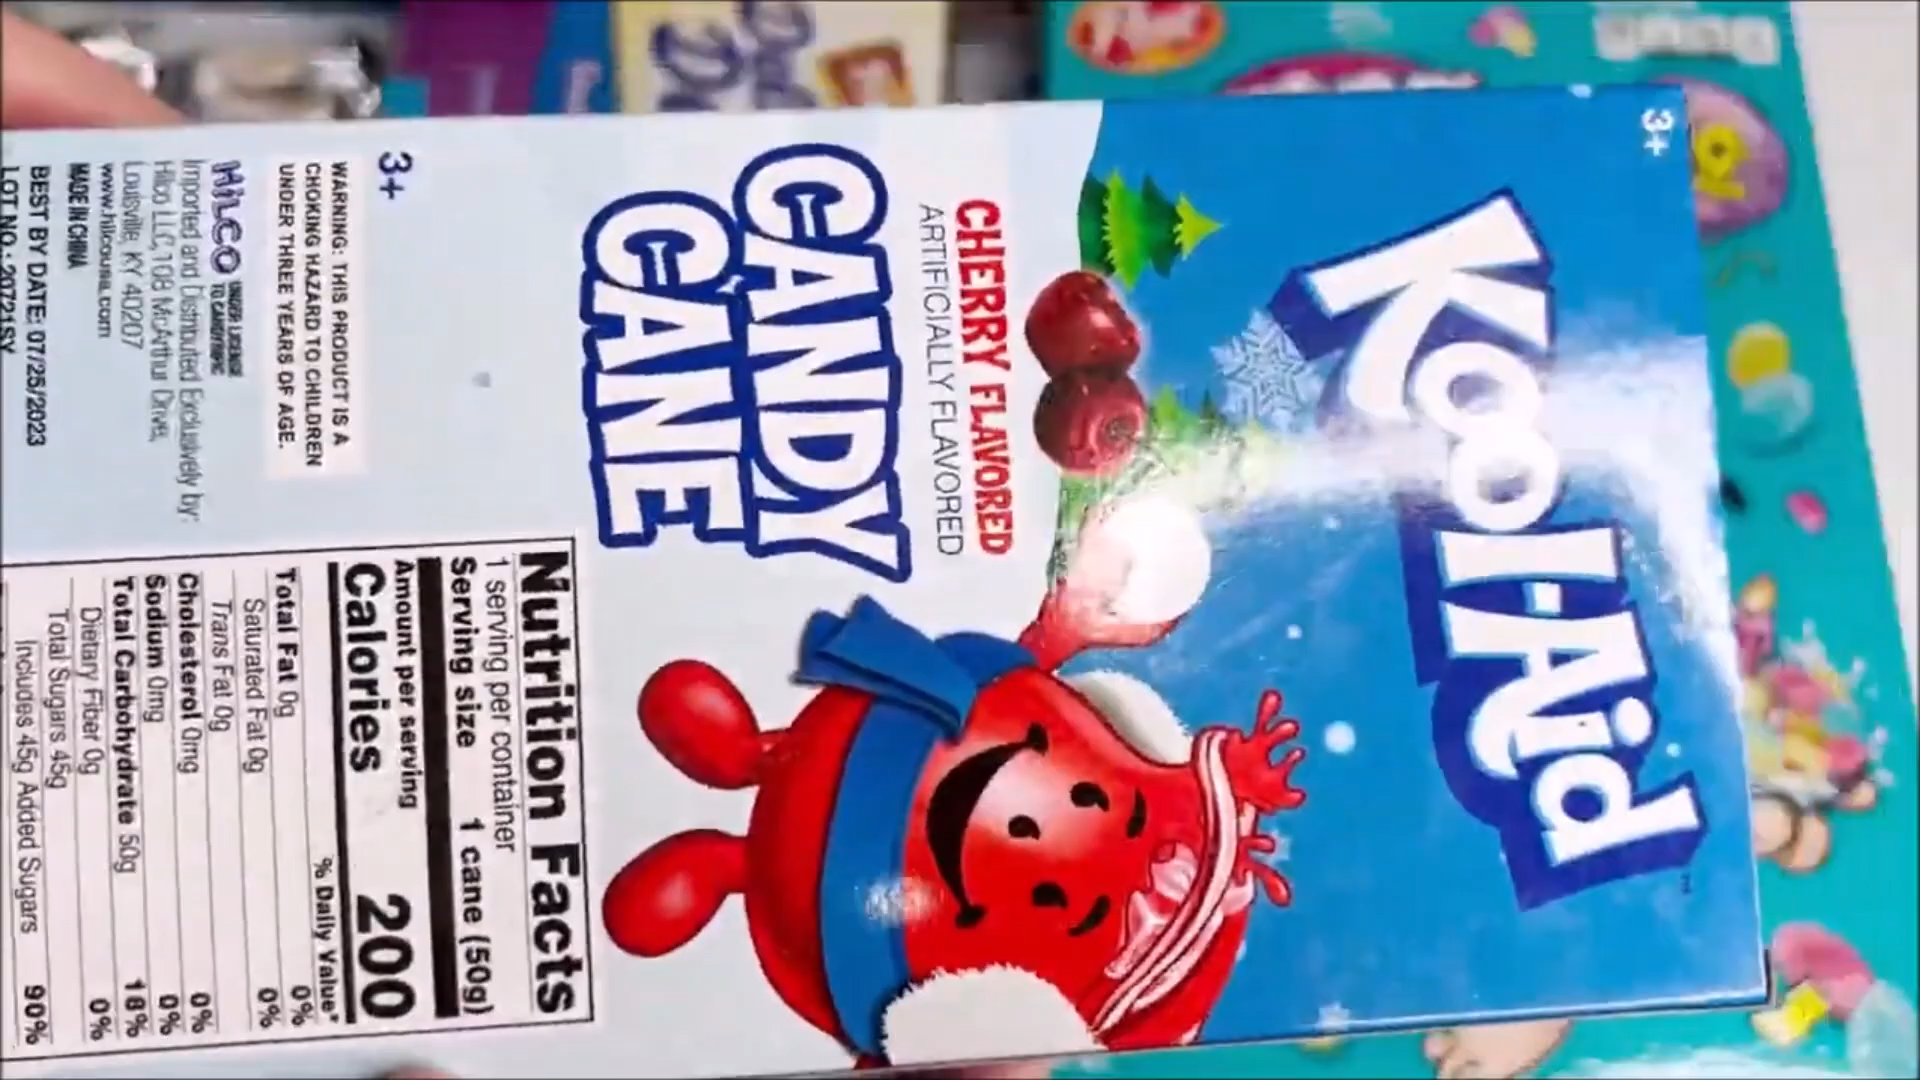 3+
Kool-Aid
CHERRY FLAVORED
ARTIFICIALLY FLAVORED
CANDY
CANE
Nutrition Facts
1 serving per container
Serving size 1 cane (50g)
Amount per serving
Calories 200
% Daily Value*
Total Fat 0g 0%
Saturated Fat 0g 0%
Trans Fat 0g
Cholesterol 0mg 0%
Sodium 0mg 0%
Total Carbohydrate 50g 18%
Dietary Fiber 0g 0%
Total Sugars 45g
Includes 45g Added Sugars 90%
3+
WARNING: THIS PRODUCT IS A
CHOKING HAZARD TO CHILDREN
UNDER THREE YEARS OF AGE.
HiLCO UNDER LICENSE
Imported and Distributed Exclusively by:
Hilco LLC, 108 McArthur Drive,
Louisville, KY 40207
www.hilcousa.com
MADE IN CHINA
BEST BY DATE: 07/25/2023
LOT NO.: 20721SY